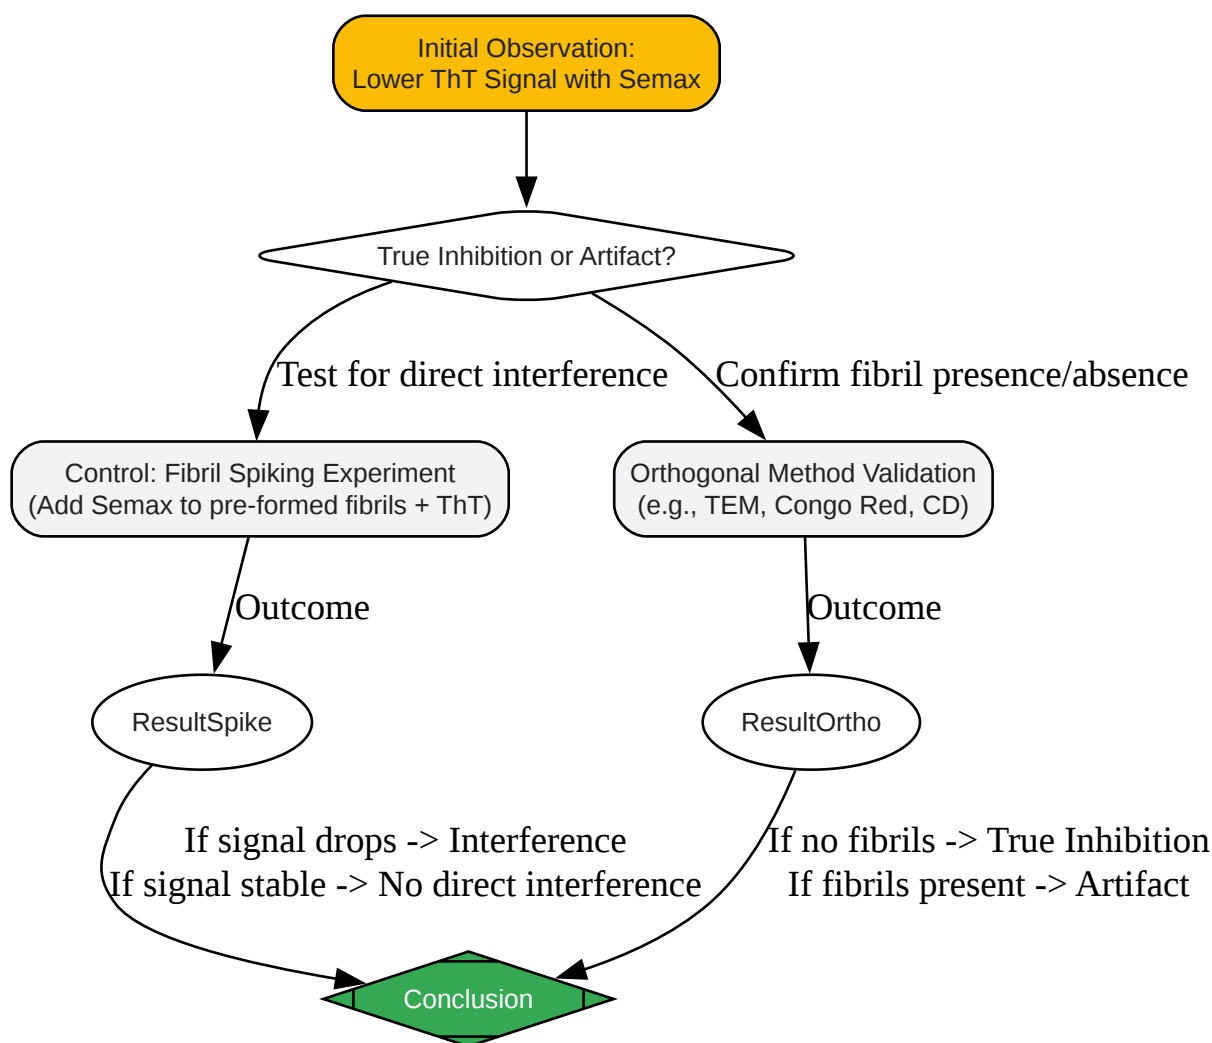 Initial Observation:
Lower ThT Signal with Semax
True Inhibition or Artifact?
Test for direct interference
Confirm fibril presence/absence
Control: Fibril Spiking Experiment
(Add Semax to pre-formed fibrils + ThT)
Orthogonal Method Validation
(e.g., TEM, Congo Red, CD)
Outcome
Outcome
ResultSpike
ResultOrtho
If signal drops -> Interference
If signal stable -> No direct interference
If no fibrils -> True Inhibition
If fibrils present -> Artifact
Conclusion